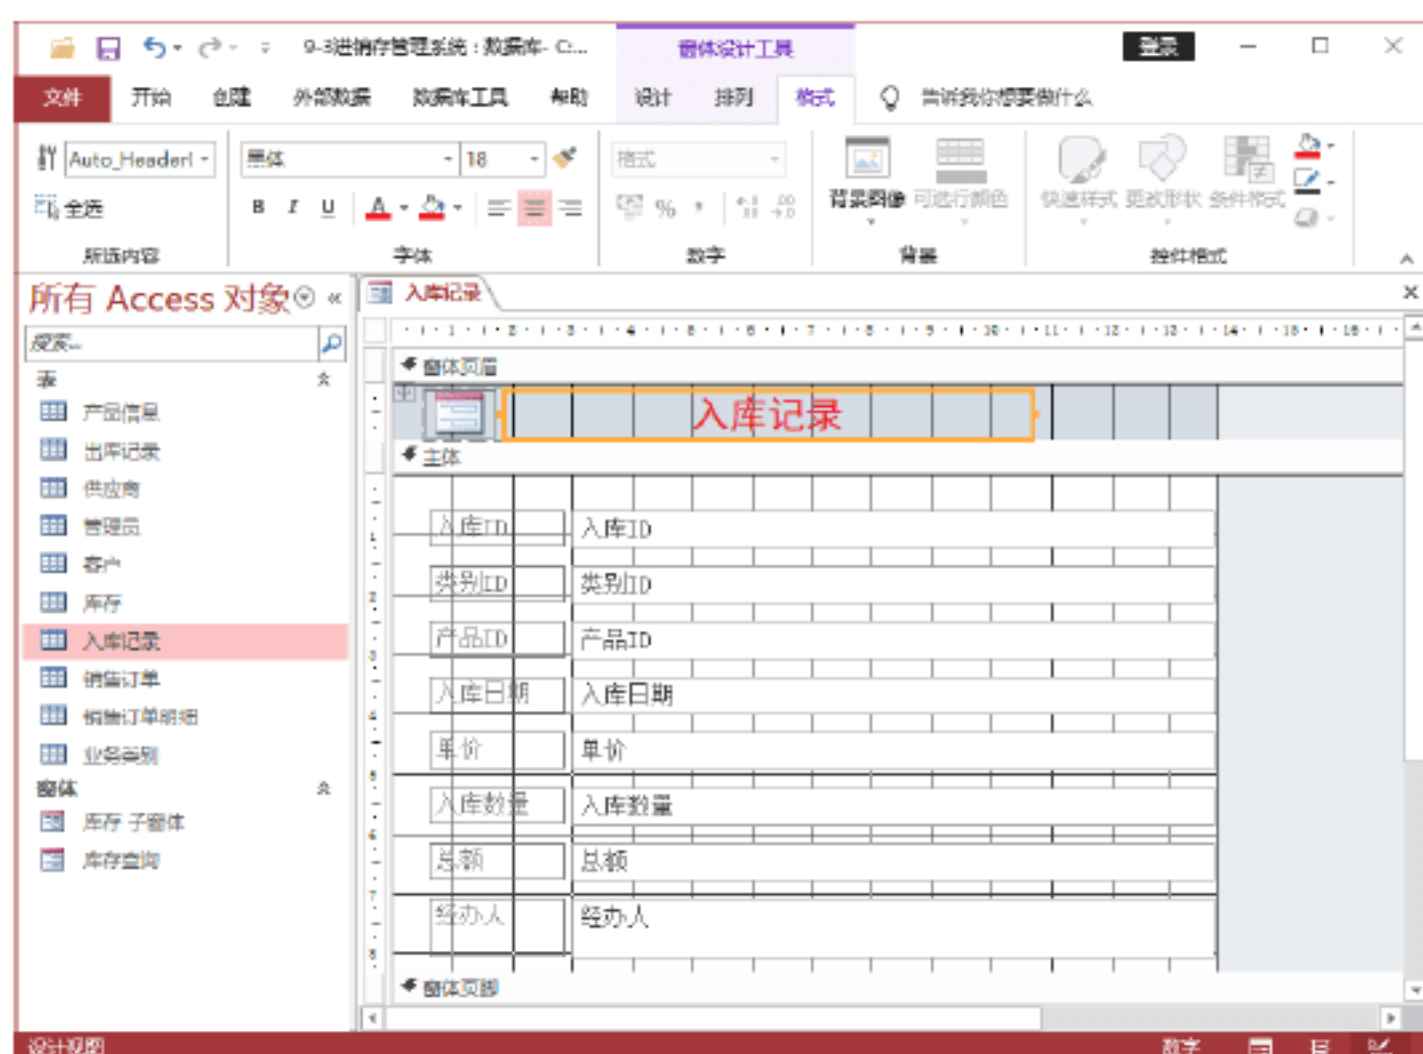 9-3进销存管理系统：数据库- C:...
窗体设计工具
登录
文件 开始 创建 外部数据 数据库工具 帮助 设计 排列 格式 告诉我你想要做什么
Auto_Headerl 黑体 18 格式
背景图像 可选行颜色 快速样式 更改形状 条件格式
全选 B I U A %
所选内容 字体 数字 背景 控件格式
所有 Access 对象
入库记录
搜索...
表
产品信息
出库记录
供应商
管理员
客户
库存
入库记录
销售订单
销售订单明细
业务类别
窗体
库存 子窗体
库存查询
窗体页眉
入库记录
主体
入库ID 入库ID
类别ID 类别ID
产品ID 产品ID
入库日期 入库日期
单价 单价
入库数量 入库数量
总额 总额
经办人 经办人
窗体页脚
设计视图 数字